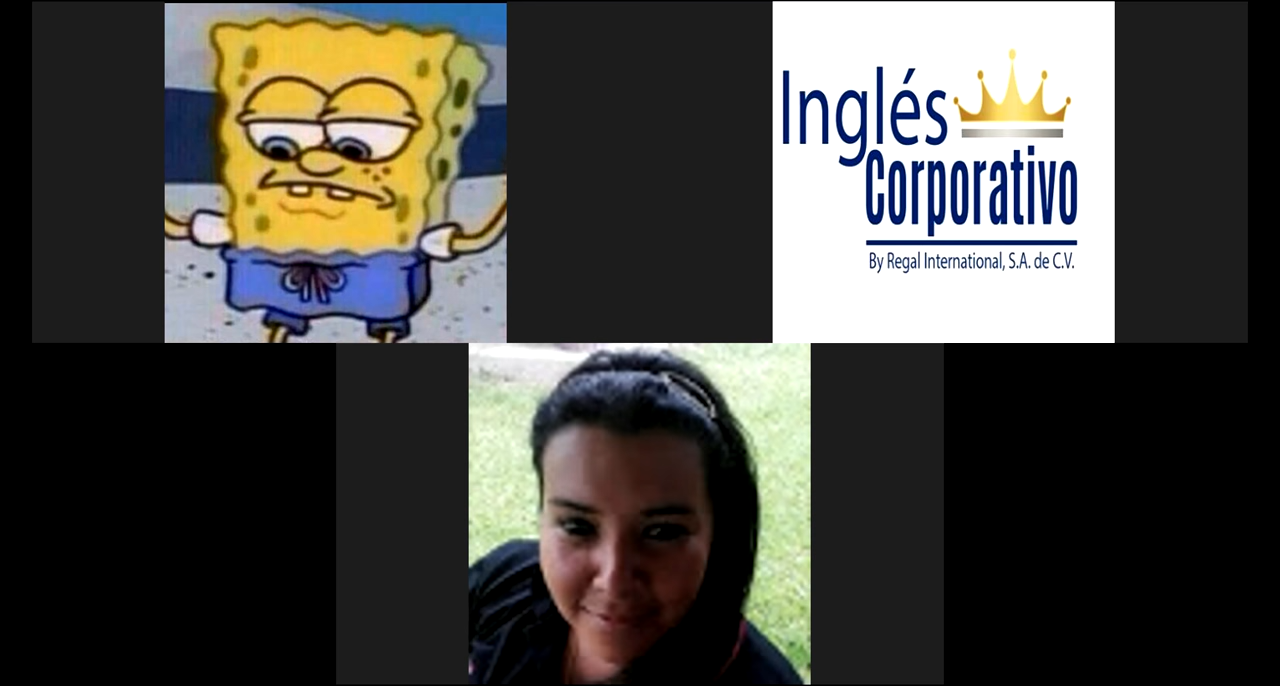 Inglés
Corporativo
By Regal International, S.A. de C.V.